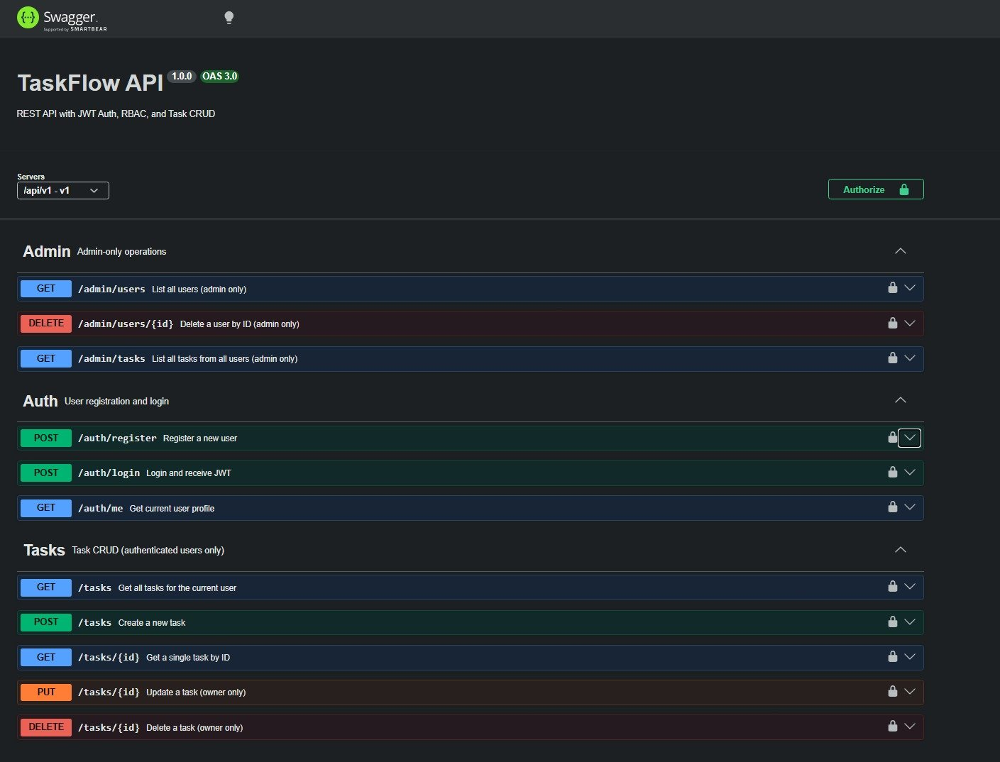 Swagger.
Supported by SMARTBEAR
TaskFlow API 1.0.0 OAS 3.0
REST API with JWT Auth, RBAC, and Task CRUD
Servers
/api/v1 - v1
Authorize
Admin Admin-only operations
GET /admin/users List all users (admin only)
DELETE /admin/users/{id} Delete a user by ID (admin only)
GET /admin/tasks List all tasks from all users (admin only)
Auth User registration and login
POST /auth/register Register a new user
POST /auth/login Login and receive JWT
GET /auth/me Get current user profile
Tasks Task CRUD (authenticated users only)
GET /tasks Get all tasks for the current user
POST /tasks Create a new task
GET /tasks/{id} Get a single task by ID
PUT /tasks/{id} Update a task (owner only)
DELETE /tasks/{id} Delete a task (owner only)